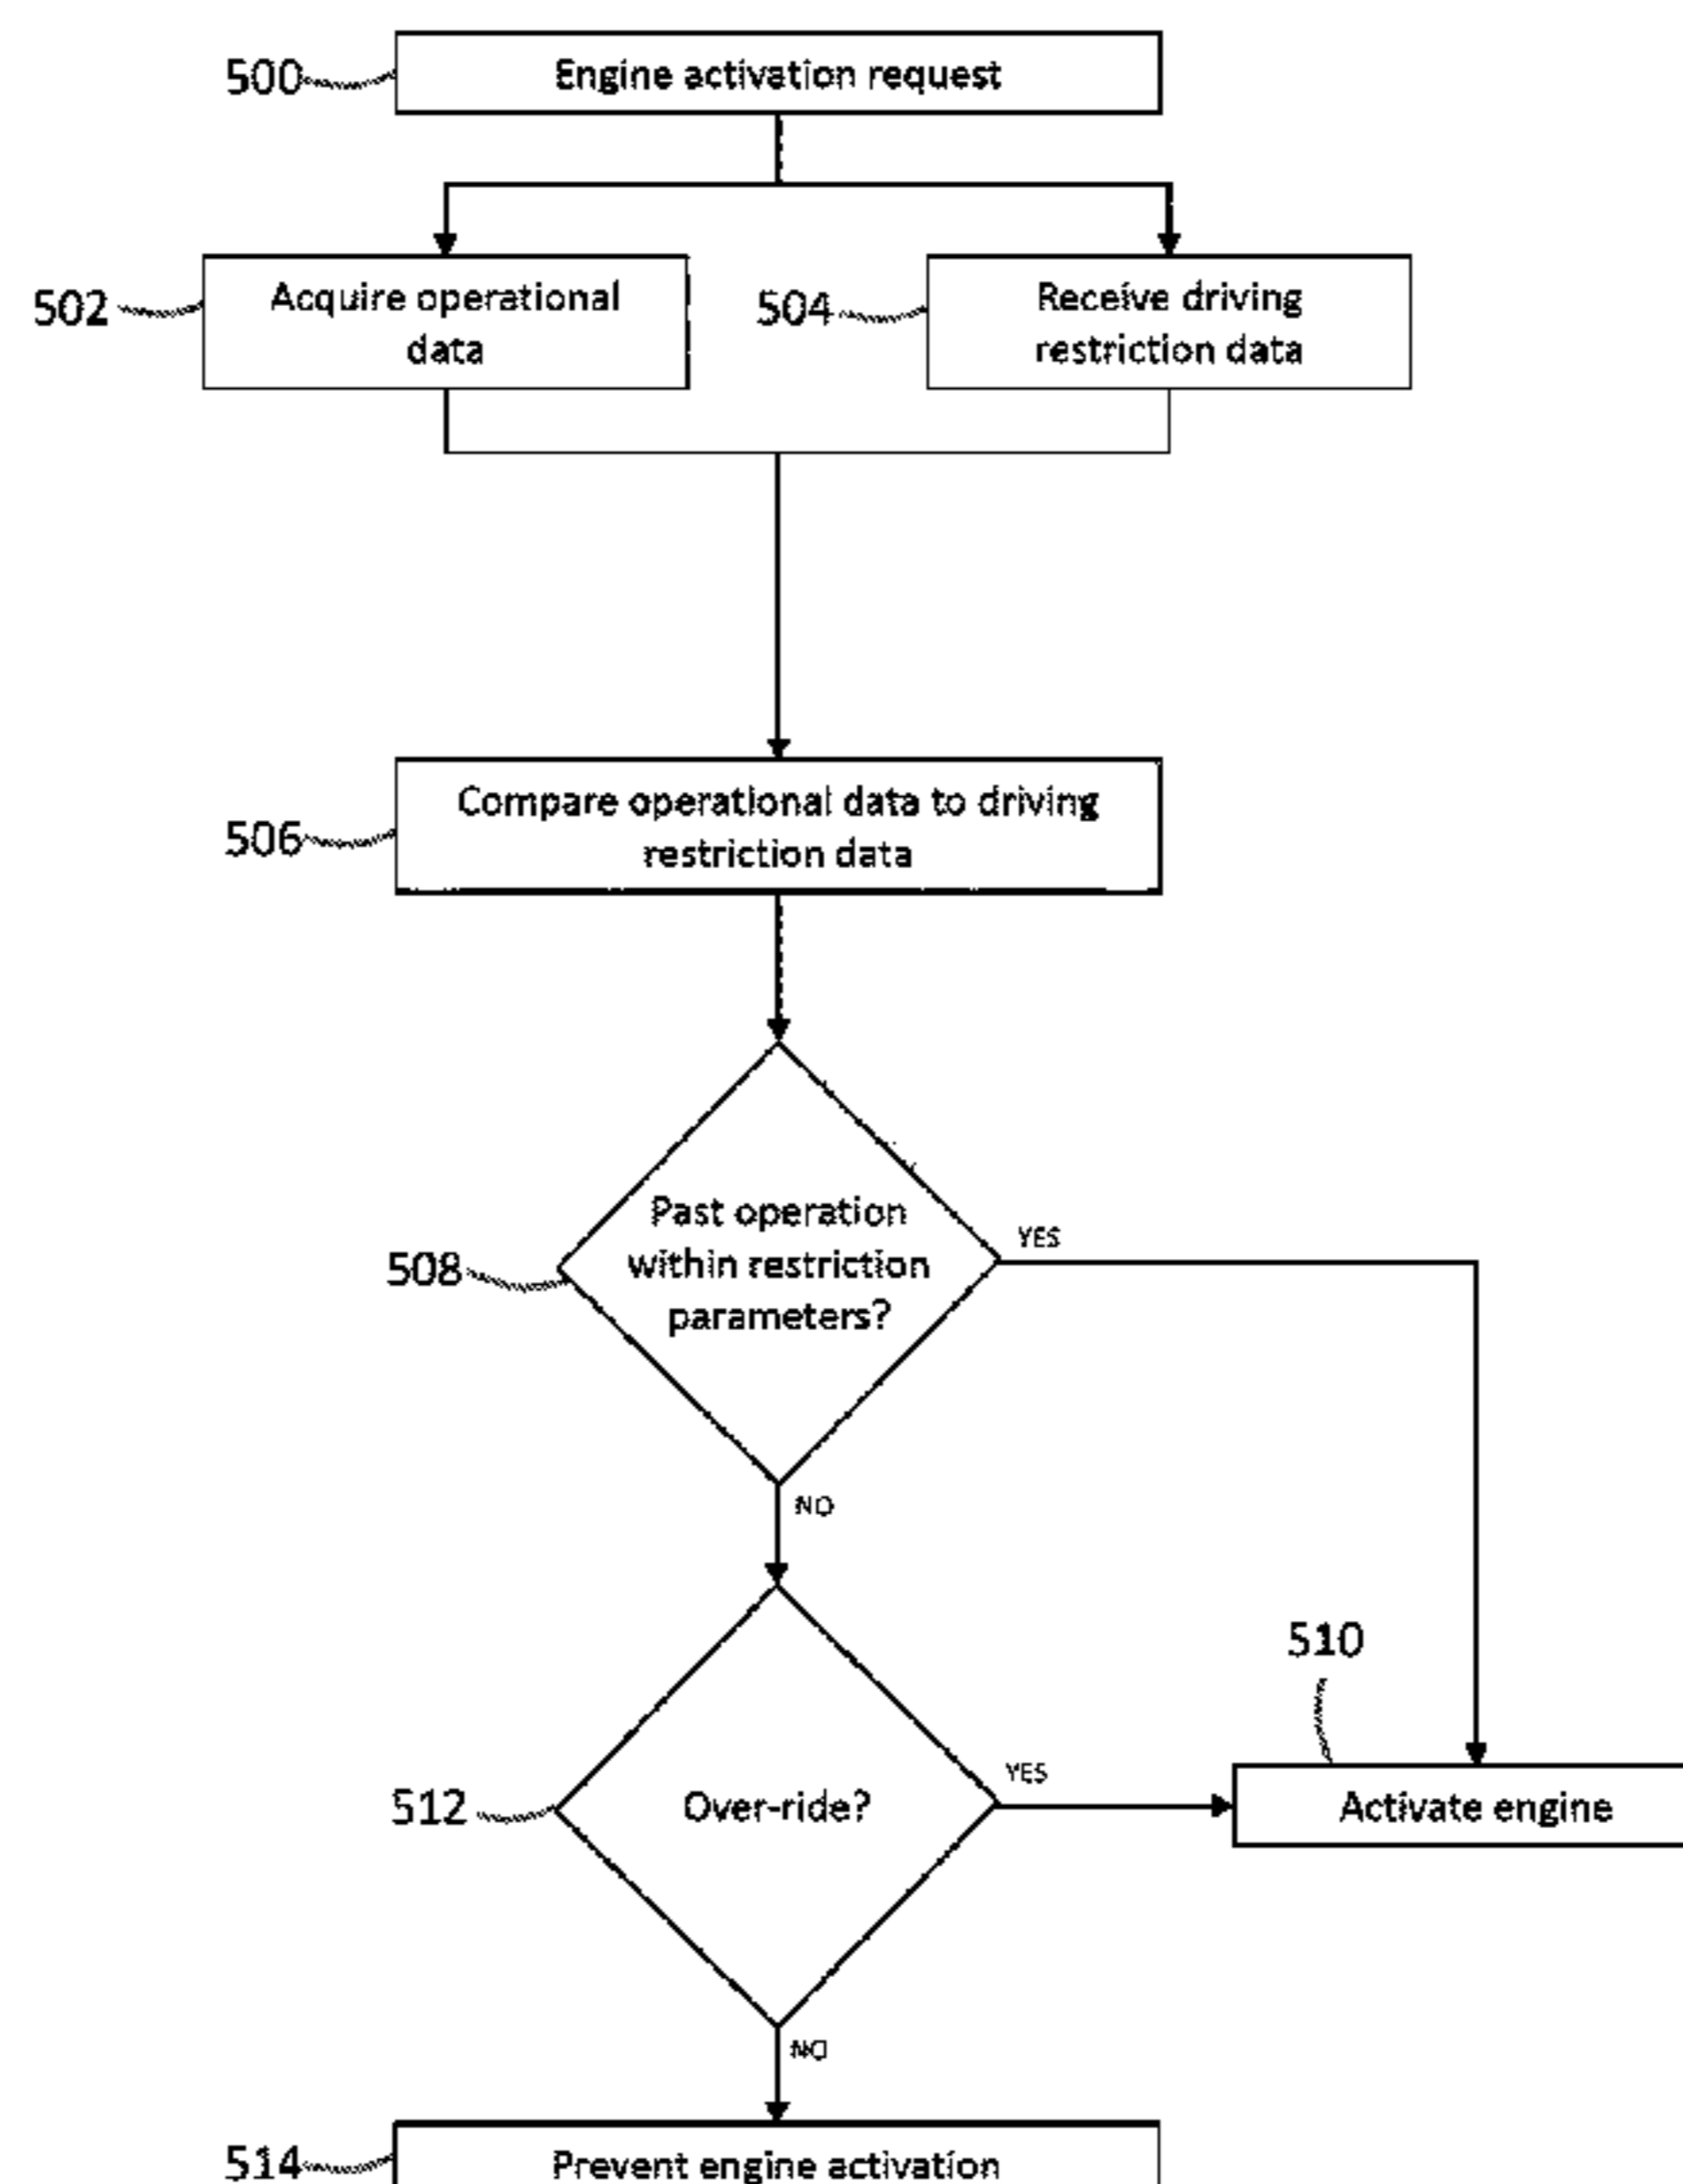 500
Engine activation request
502
Acquire operational
data
504
Receive driving
restriction data
506
Compare operational data to driving
restriction data
508
Past operation
within restriction
parameters?
YES
NO
510
512
Over-ride?
YES
Activate engine
NO
514
Prevent engine activation